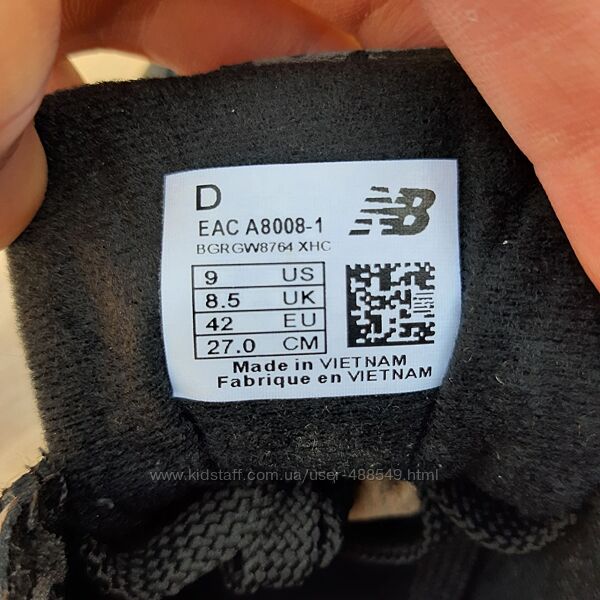 D
EAC A8008-1
BGRGW8764 XHC
NB
9 US
8.5 UK
42 EU
27.0 CM
Made in VIETNAM
Fabrique en VIETNAM
www.kidstaff.com.ua/user-488549.html